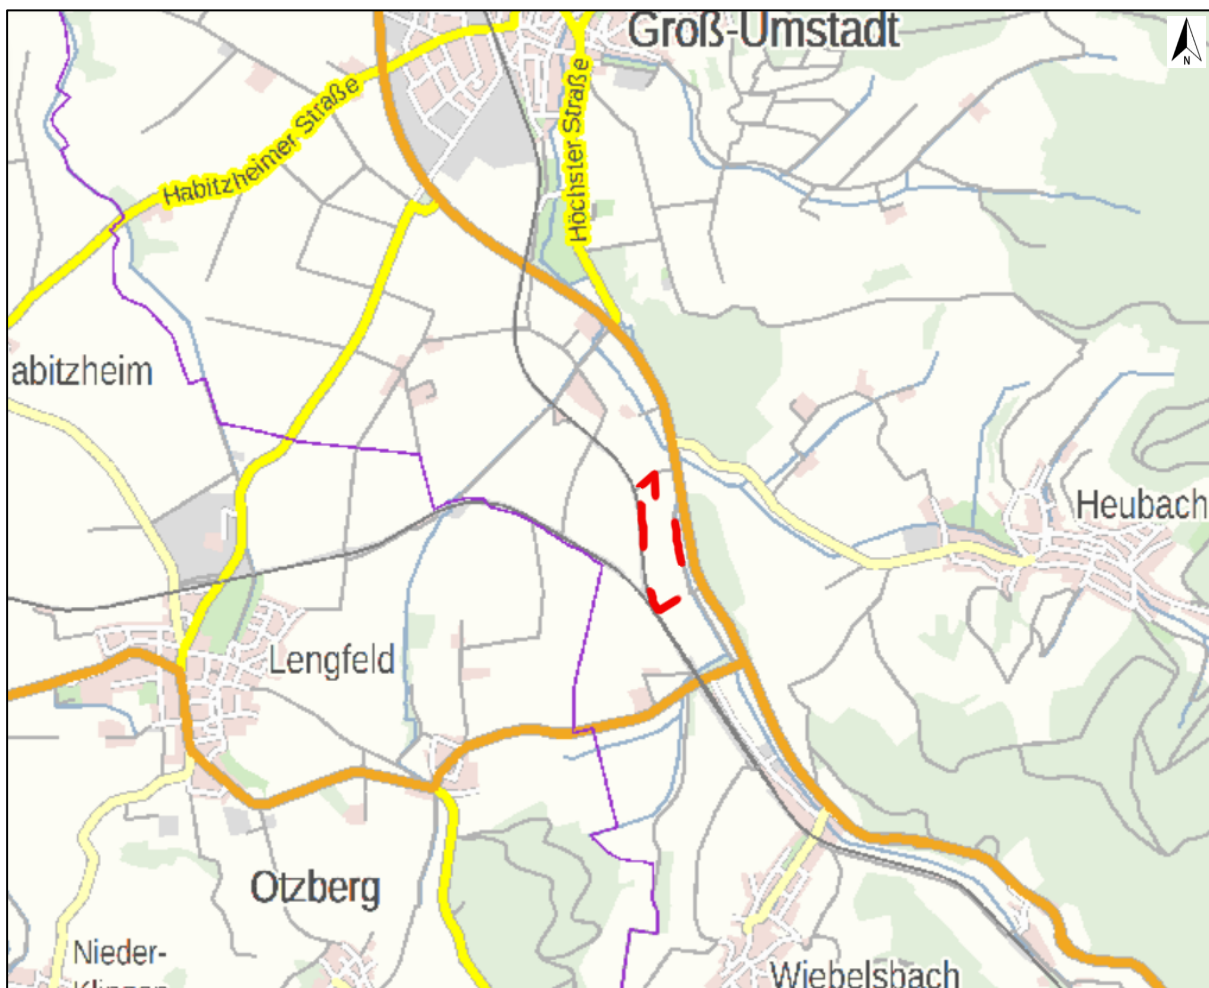 Groß-Umstadt
N
Habitzheimer Straße
Höchster Straße
abitzheim
Heubach
Lengfeld
Otzberg
Nieder-
Wiebelsbach